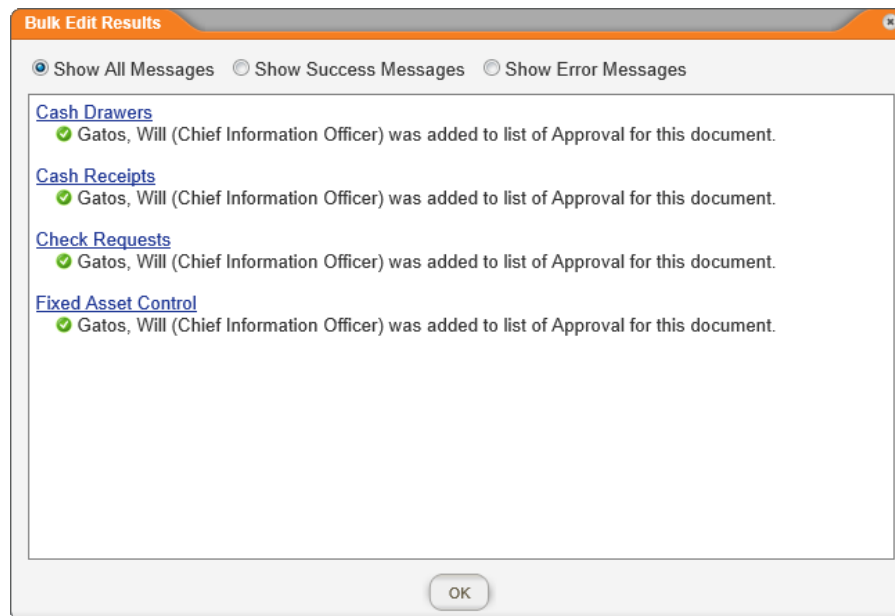 Bulk Edit Results
Show All Messages Show Success Messages Show Error Messages
Cash Drawers
Gatos, Will (Chief Information Officer) was added to list of Approval for this document.
Cash Receipts
Gatos, Will (Chief Information Officer) was added to list of Approval for this document.
Check Requests
Gatos, Will (Chief Information Officer) was added to list of Approval for this document.
Fixed Asset Control
Gatos, Will (Chief Information Officer) was added to list of Approval for this document.
OK